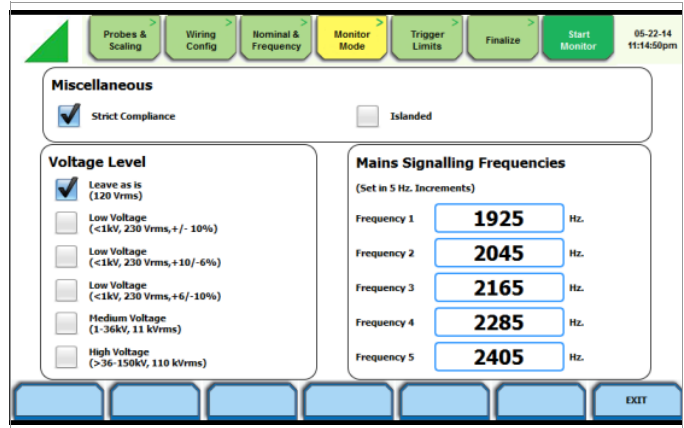 > > > > > >
Probes & Scaling
Wiring Config
Nominal & Frequency
Monitor Mode
Trigger Limits
Finalize
Start Monitor
05-22-14
11:14:50pm
Miscellaneous
Strict Compliance
Islanded
Voltage Level
Leave as is
(120 Vrms)
Low Voltage
(<1kV, 230 Vrms,+/- 10%)
Low Voltage
(<1kV, 230 Vrms,+10/-6%)
Low Voltage
(<1kV, 230 Vrms,+6/-10%)
Medium Voltage
(1-36kV, 11 kVrms)
High Voltage
(>36-150kV, 110 kVrms)
Mains Signalling Frequencies
(Set in 5 Hz. Increments)
Frequency 1 1925 Hz.
Frequency 2 2045 Hz.
Frequency 3 2165 Hz.
Frequency 4 2285 Hz.
Frequency 5 2405 Hz.
EXIT